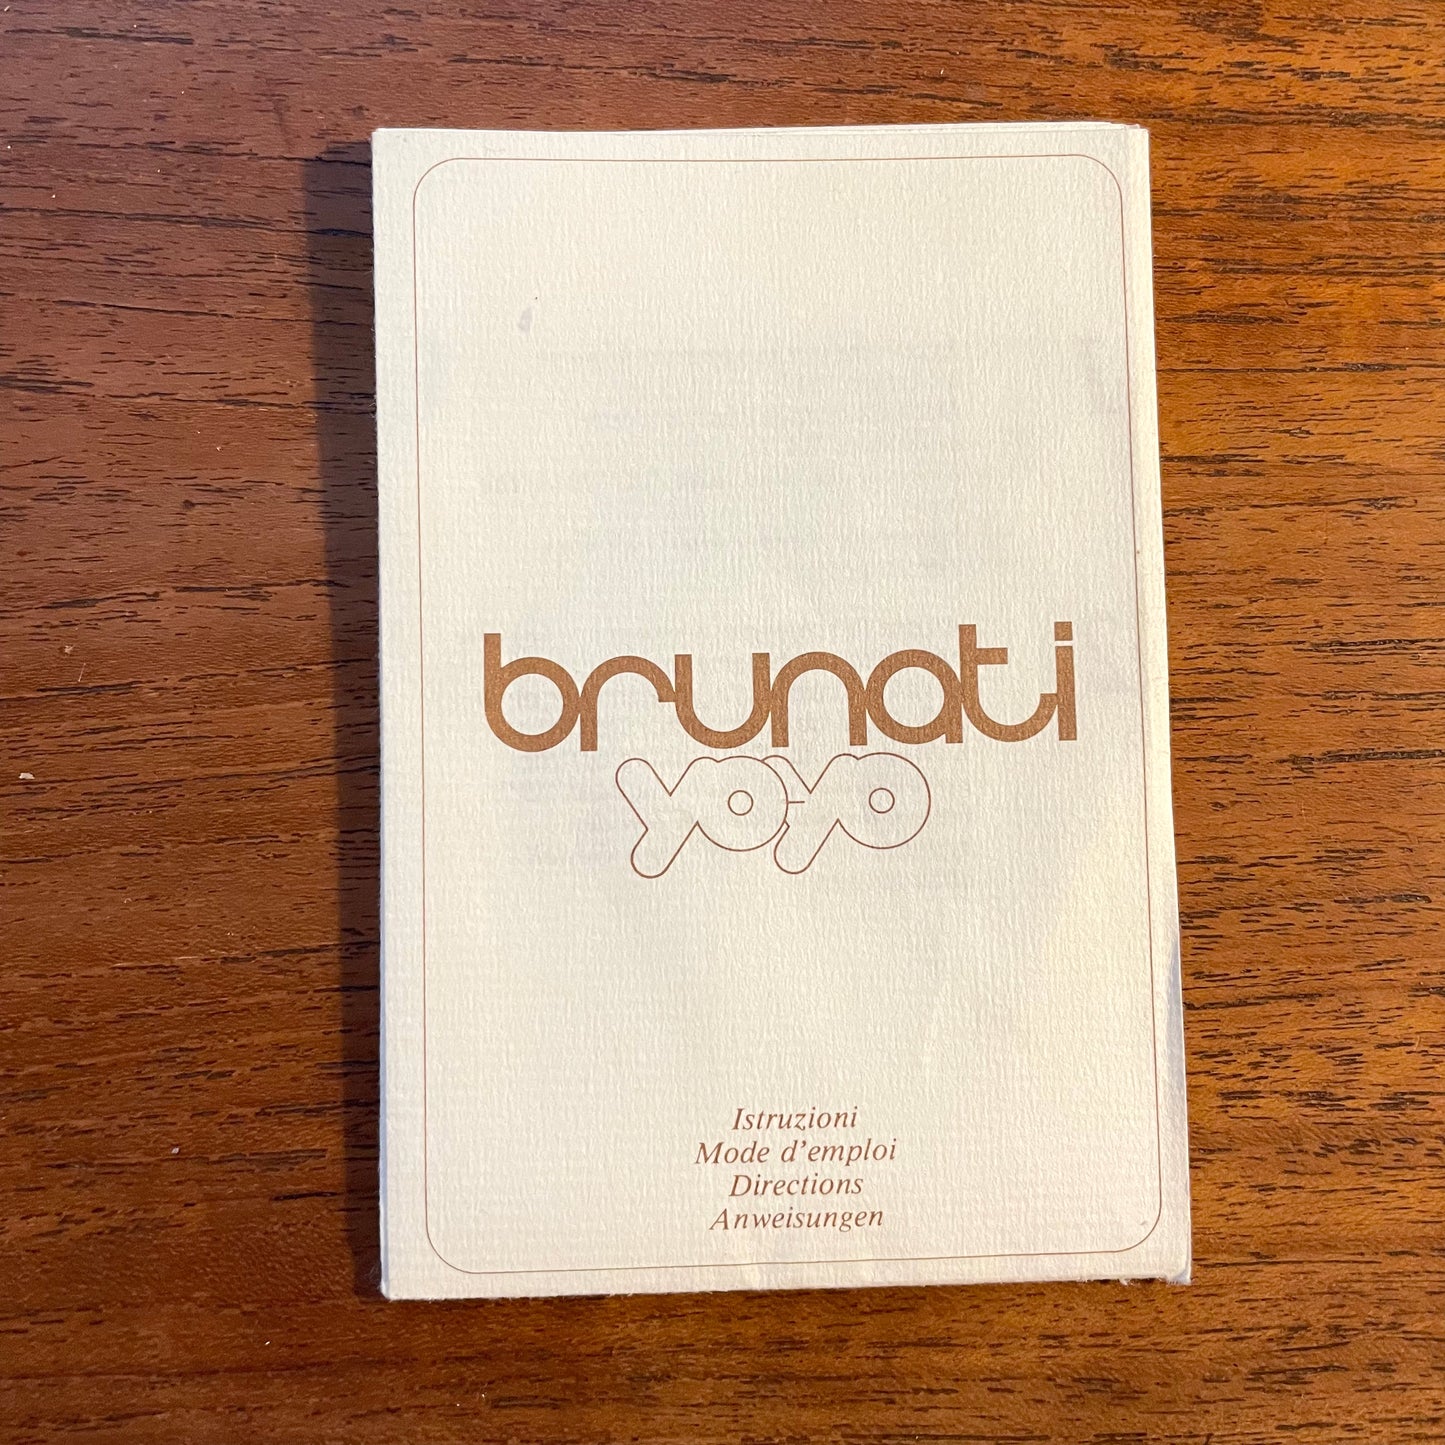 brunati
yo-yo
Istruzioni
Mode d'emploi
Directions
Anweisungen